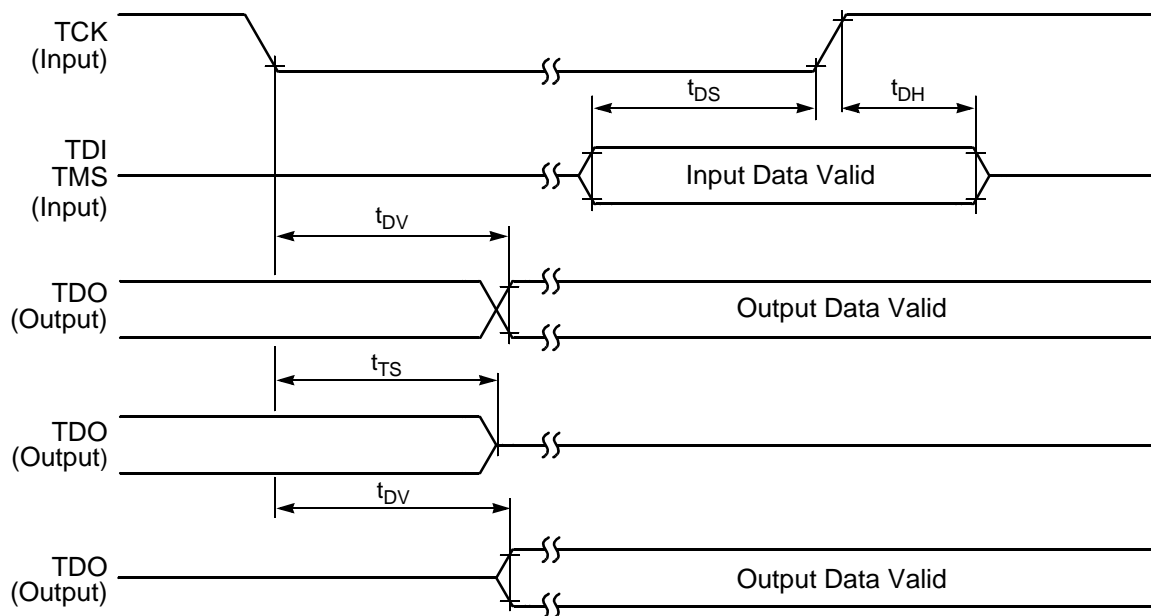 TCK
(Input)
tDS
tDH
TDI
TMS
(Input)
Input Data Valid
tDV
TDO
(Output)
Output Data Valid
tTS
TDO
(Output)
tDV
TDO
(Output)
Output Data Valid